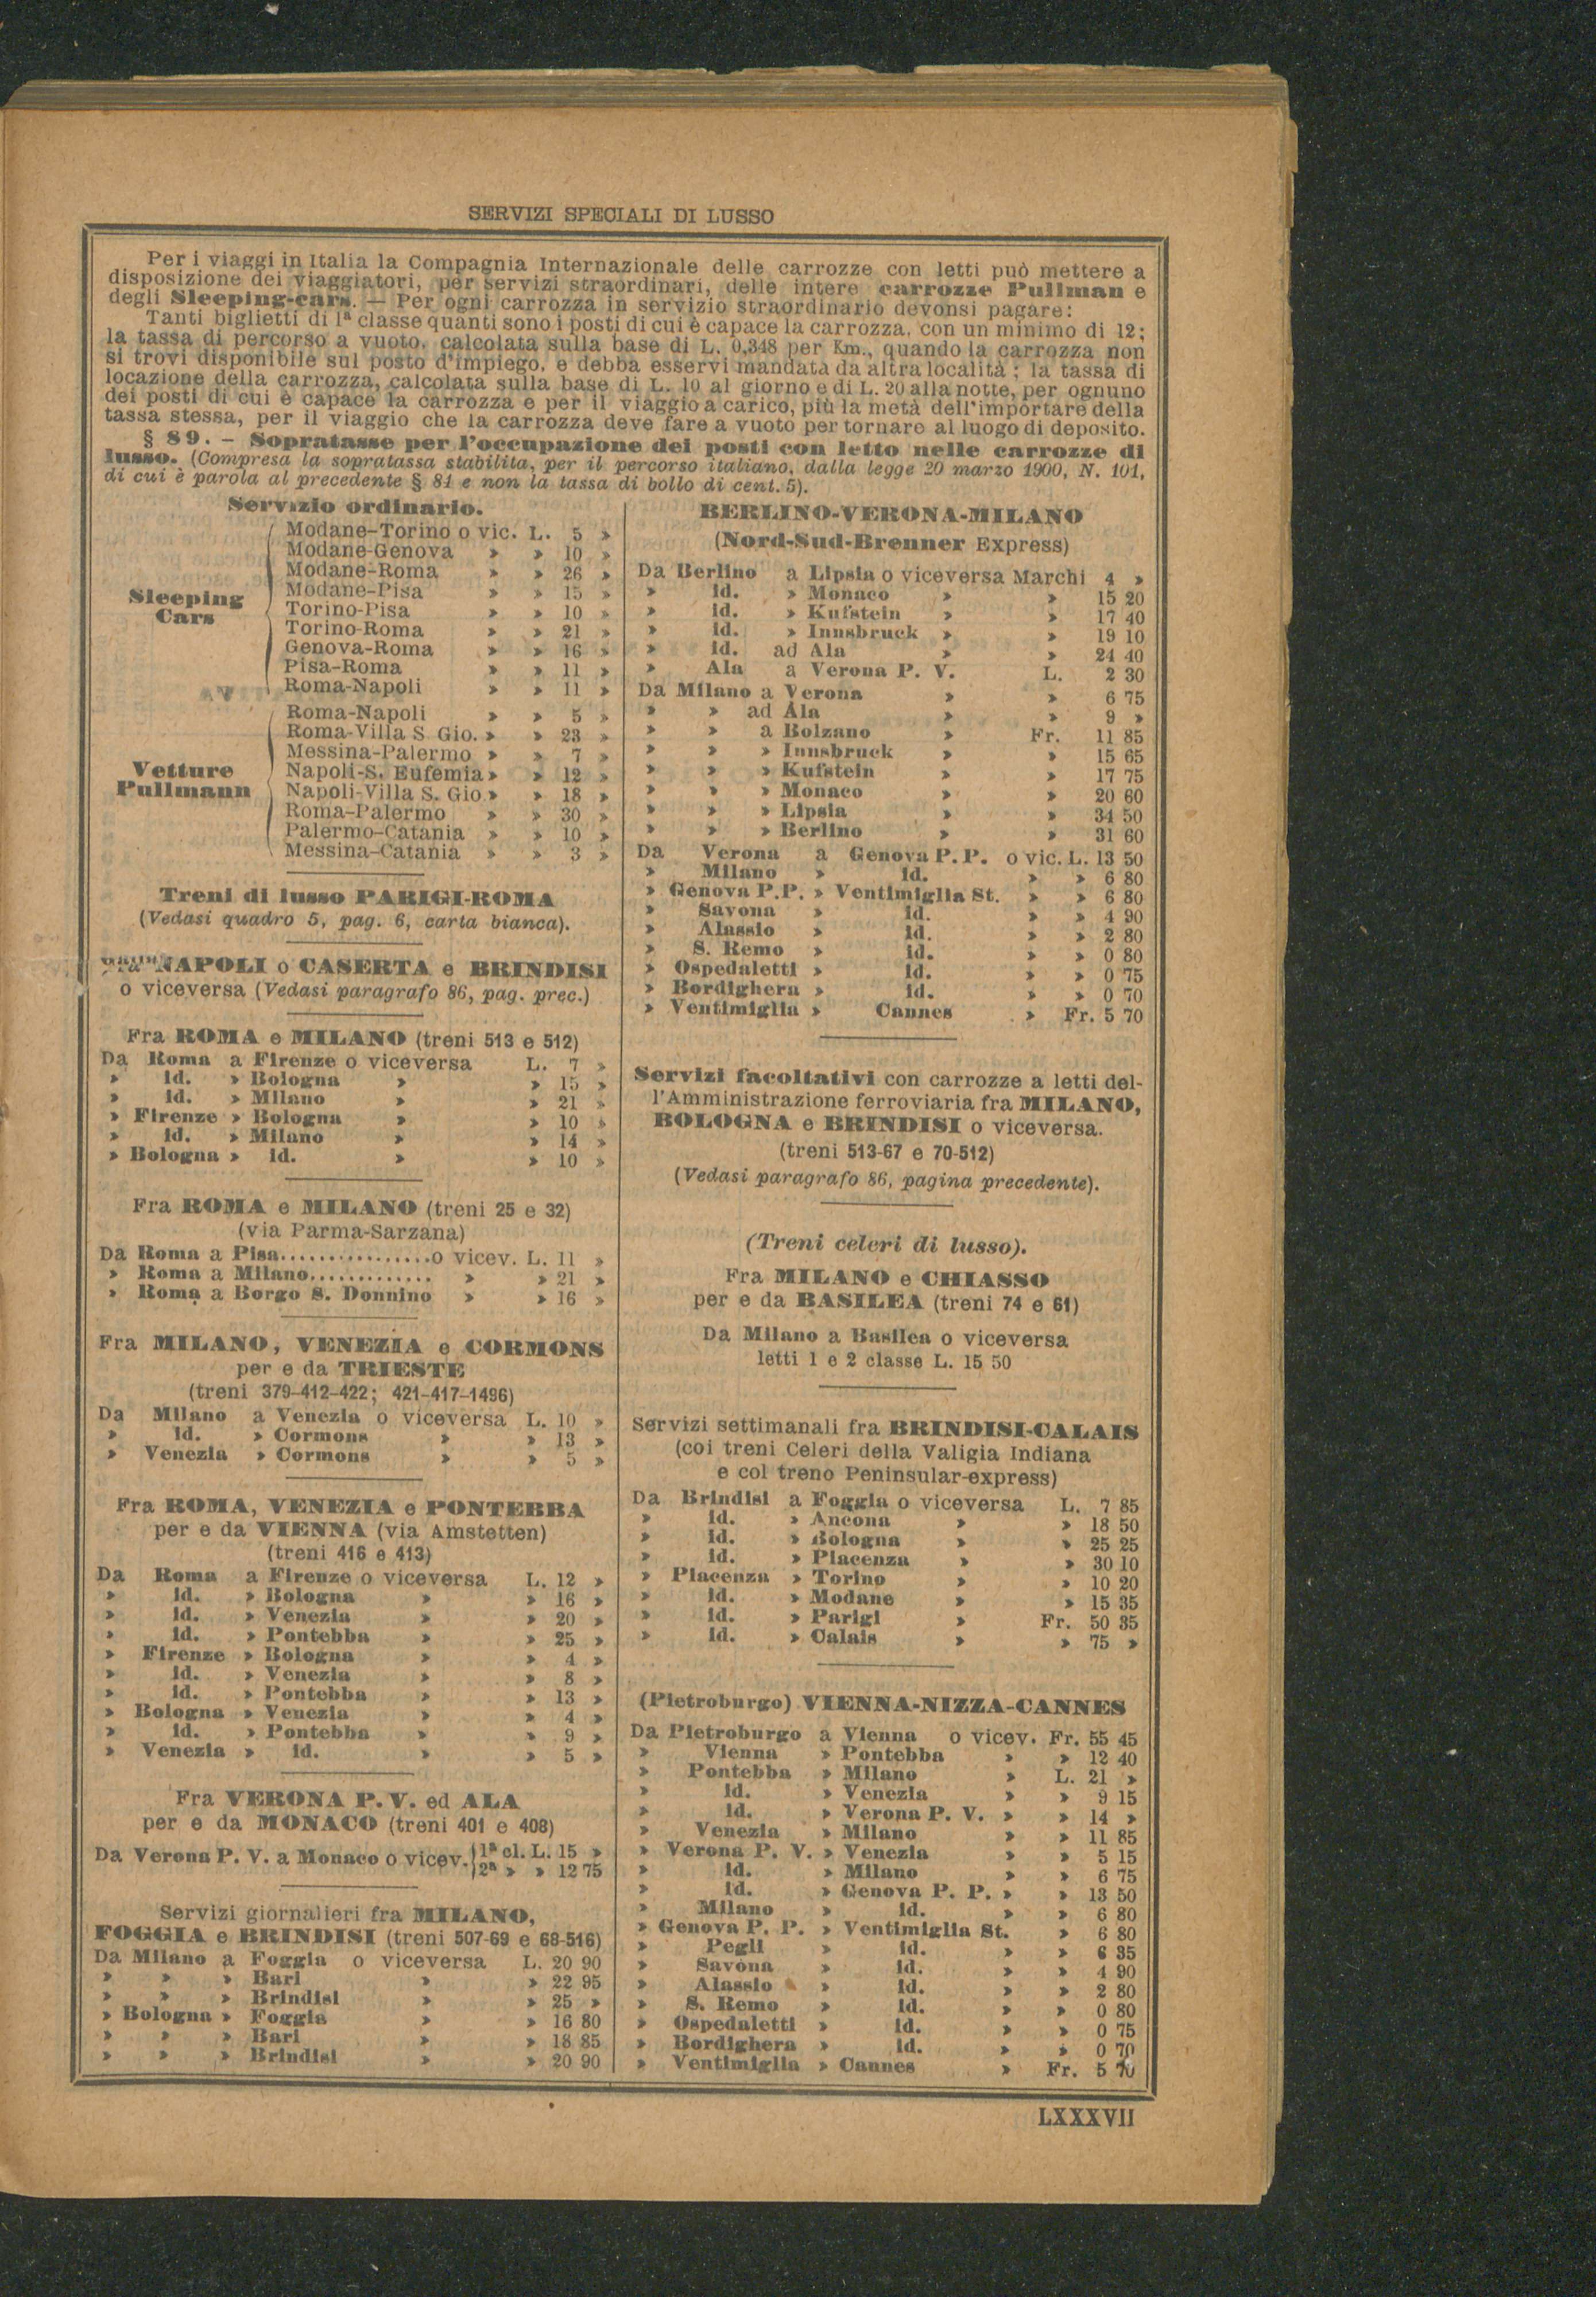 SERVIZI SPECIALI DI LUSSO
Per i viaggi in Italia la Compagnia Internazionale delle carrozze con letti può mettere a
disposizione dei viaggiatori, per servizi straordinari, delle intere carrozze Pullman e
degli Sleeping-cars. — Per ogni carrozza in servizio straordinario devonsi pagare:
Tanti biglietti di 1ª classe quanti sono i posti di cui è capace la carrozza, con un minimo di 12;
la tassa di percorso a vuoto, calcolata sulla base di L. 0,348 per Km., quando la carrozza non
si trovi disponibile sul posto d'impiego, e debba esservi mandata da altra località; la tassa di
locazione della carrozza, calcolata sulla base di L. 10 al giorno e di L. 20 alla notte, per ognuno
dei posti di cui è capace la carrozza e per il viaggio a carico, più la metà dell'importare della
tassa stessa, per il viaggio che la carrozza deve fare a vuoto per tornare al luogo di deposito.
§ 89. - Sopratasse per l'occupazione dei posti con letto nelle carrozze di
lusso. (Compresa la sopratassa stabilita, per il percorso italiano, dalla legge 20 marzo 1900, N. 101,
di cui è parola al precedente § 81 e non la tassa di bollo di cent. 5).
Servizio ordinario.
Sleeping
Cars
Modane-Torino o vic. L. 5 »
Modane-Genova » » 10 »
Modane-Roma » » 26 »
Modane-Pisa » » 15 »
Torino-Pisa » » 10 »
Torino-Roma » » 21 »
Genova-Roma » » 16 »
Pisa-Roma » » 11 »
Roma-Napoli » » 11 »
Vetture
Pullmann
Roma-Napoli » » 5 »
Roma-Villa S Gio. » » 23 »
Messina-Palermo » » 7 »
Napoli-S. Eufemia » » 12 »
Napoli-Villa S. Gio » » 18 »
Roma-Palermo » » 30 »
Palermo-Catania » » 10 »
Messina-Catania » » 3 »
Treni di lusso PARIGI-ROMA
(Vedasi quadro 5, pag. 6, carta bianca).
NAPOLI o CASERTA e BRINDISI
o viceversa (Vedasi paragrafo 86, pag. prec.)
Fra ROMA e MILANO (treni 513 e 512)
Da Roma a Firenze o viceversa L. 7 »
» id. » Bologna » » 15 »
» id. » Milano » » 21 »
» Firenze » Bologna » » 10 »
» id. » Milano » » 14 »
» Bologna » id. » » 10 »
Fra ROMA e MILANO (treni 25 e 32)
(via Parma-Sarzana)
Da Roma a Pisa................o vicev. L. 11 »
» Roma a Milano............. » » 21 »
» Roma a Borgo S. Donnino » » 16 »
Fra MILANO, VENEZIA e CORMONS
per e da TRIESTE
(treni 379-412-422; 421-417-1496)
Da Milano a Venezia o viceversa L. 10 »
» id. » Cormons » » 13 »
» Venezia » Cormons » » 5 »
Fra ROMA, VENEZIA e PONTEBBA
per e da VIENNA (via Amstetten)
(treni 416 e 413)
Da Roma a Firenze o viceversa L. 12 »
» id. » Bologna » » 16 »
» id. » Venezia » » 20 »
» id. » Pontebba » » 25 »
» Firenze » Bologna » » 4 »
» id. » Venezia » » 8 »
» id. » Pontebba » » 13 »
» Bologna » Venezia » » 4 »
» id. » Pontebba » » 9 »
» Venezia » id. » » 5 »
Fra VERONA P. V. ed ALA
per e da MONACO (treni 401 e 408)
Da Verona P. V. a Monaco o vicev. 1ª cl. L. 15 »
2ª » » 12 75
Servizi giornalieri fra MILANO,
FOGGIA e BRINDISI (treni 507-69 e 68-516)
Da Milano a Foggia o viceversa L. 20 90
» » » Bari » » 22 95
» » » Brindisi » » 25 »
» Bologna » Foggia » » 16 80
» » » Bari » » 18 85
» » » Brindisi » » 20 90
BERLINO-VERONA-MILANO
(Nord-Sud-Brenner Express)
Da Berlino a Lipsia o viceversa Marchi 4 »
» id. » Monaco » » 15 20
» id. » Kufstein » » 17 40
» id. » Innsbruck » » 19 10
» id. ad Ala » » 24 40
» Ala a Verona P. V. L. 2 30
Da Milano a Verona » » 6 75
» » ad Ala » » 9 »
» » a Bolzano » Fr. 11 85
» » » Innsbruck » » 15 65
» » » Kufstein » » 17 75
» » » Monaco » » 20 60
» » » Lipsia » » 34 50
» » » Berlino » » 31 60
Da Verona a Genova P. P. o vic. L. 13 50
» Milano » id. » » 6 80
» Genova P.P. » Ventimiglia St. » » 6 80
» Savona » id. » » 4 90
» Alassio » id. » » 2 80
» S. Remo » id. » » 0 80
» Ospedaletti » id. » » 0 75
» Bordighera » id. » » 0 70
» Ventimiglia » Cannes » Fr. 5 70
Servizi facoltativi con carrozze a letti del-
l'Amministrazione ferroviaria fra MILANO,
BOLOGNA e BRINDISI o viceversa.
(treni 513-67 e 70-512)
(Vedasi paragrafo 86, pagina precedente).
(Treni celeri di lusso).
Fra MILANO e CHIASSO
per e da BASILEA (treni 74 e 61)
Da Milano a Basilea o viceversa
letti 1 e 2 classe L. 15 50
Servizi settimanali fra BRINDISI-CALAIS
(coi treni Celeri della Valigia Indiana
e col treno Peninsular-express)
Da Brindisi a Foggia o viceversa L. 7 85
» id. » Ancona » » 18 50
» id. » Bologna » » 25 25
» id. » Piacenza » » 30 10
» Piacenza » Torino » » 10 20
» id. » Modane » » 15 35
» id. » Parigi » Fr. 50 35
» id. » Calais » » 75 »
(Pietroburgo) VIENNA-NIZZA-CANNES
Da Pietroburgo a Vienna o vicev. Fr. 55 45
» Vienna » Pontebba » » 12 40
» Pontebba » Milano » L. 21 »
» id. » Venezia » » 9 15
» id. » Verona P. V. » » 14 »
» Venezia » Milano » » 11 85
» Verona P. V. » Venezia » » 5 15
» id. » Milano » » 6 75
» id. » Genova P. P. » » 13 50
» Milano » id. » » 6 80
» Genova P. P. » Ventimiglia St. » 6 80
» Pegli » id. » » 6 35
» Savona » id. » » 4 90
» Alassio » id. » » 2 80
» S. Remo » id. » » 0 80
» Ospedaletti » id. » » 0 75
» Bordighera » id. » » 0 70
» Ventimiglia » Cannes » Fr. 5 70
LXXXVII